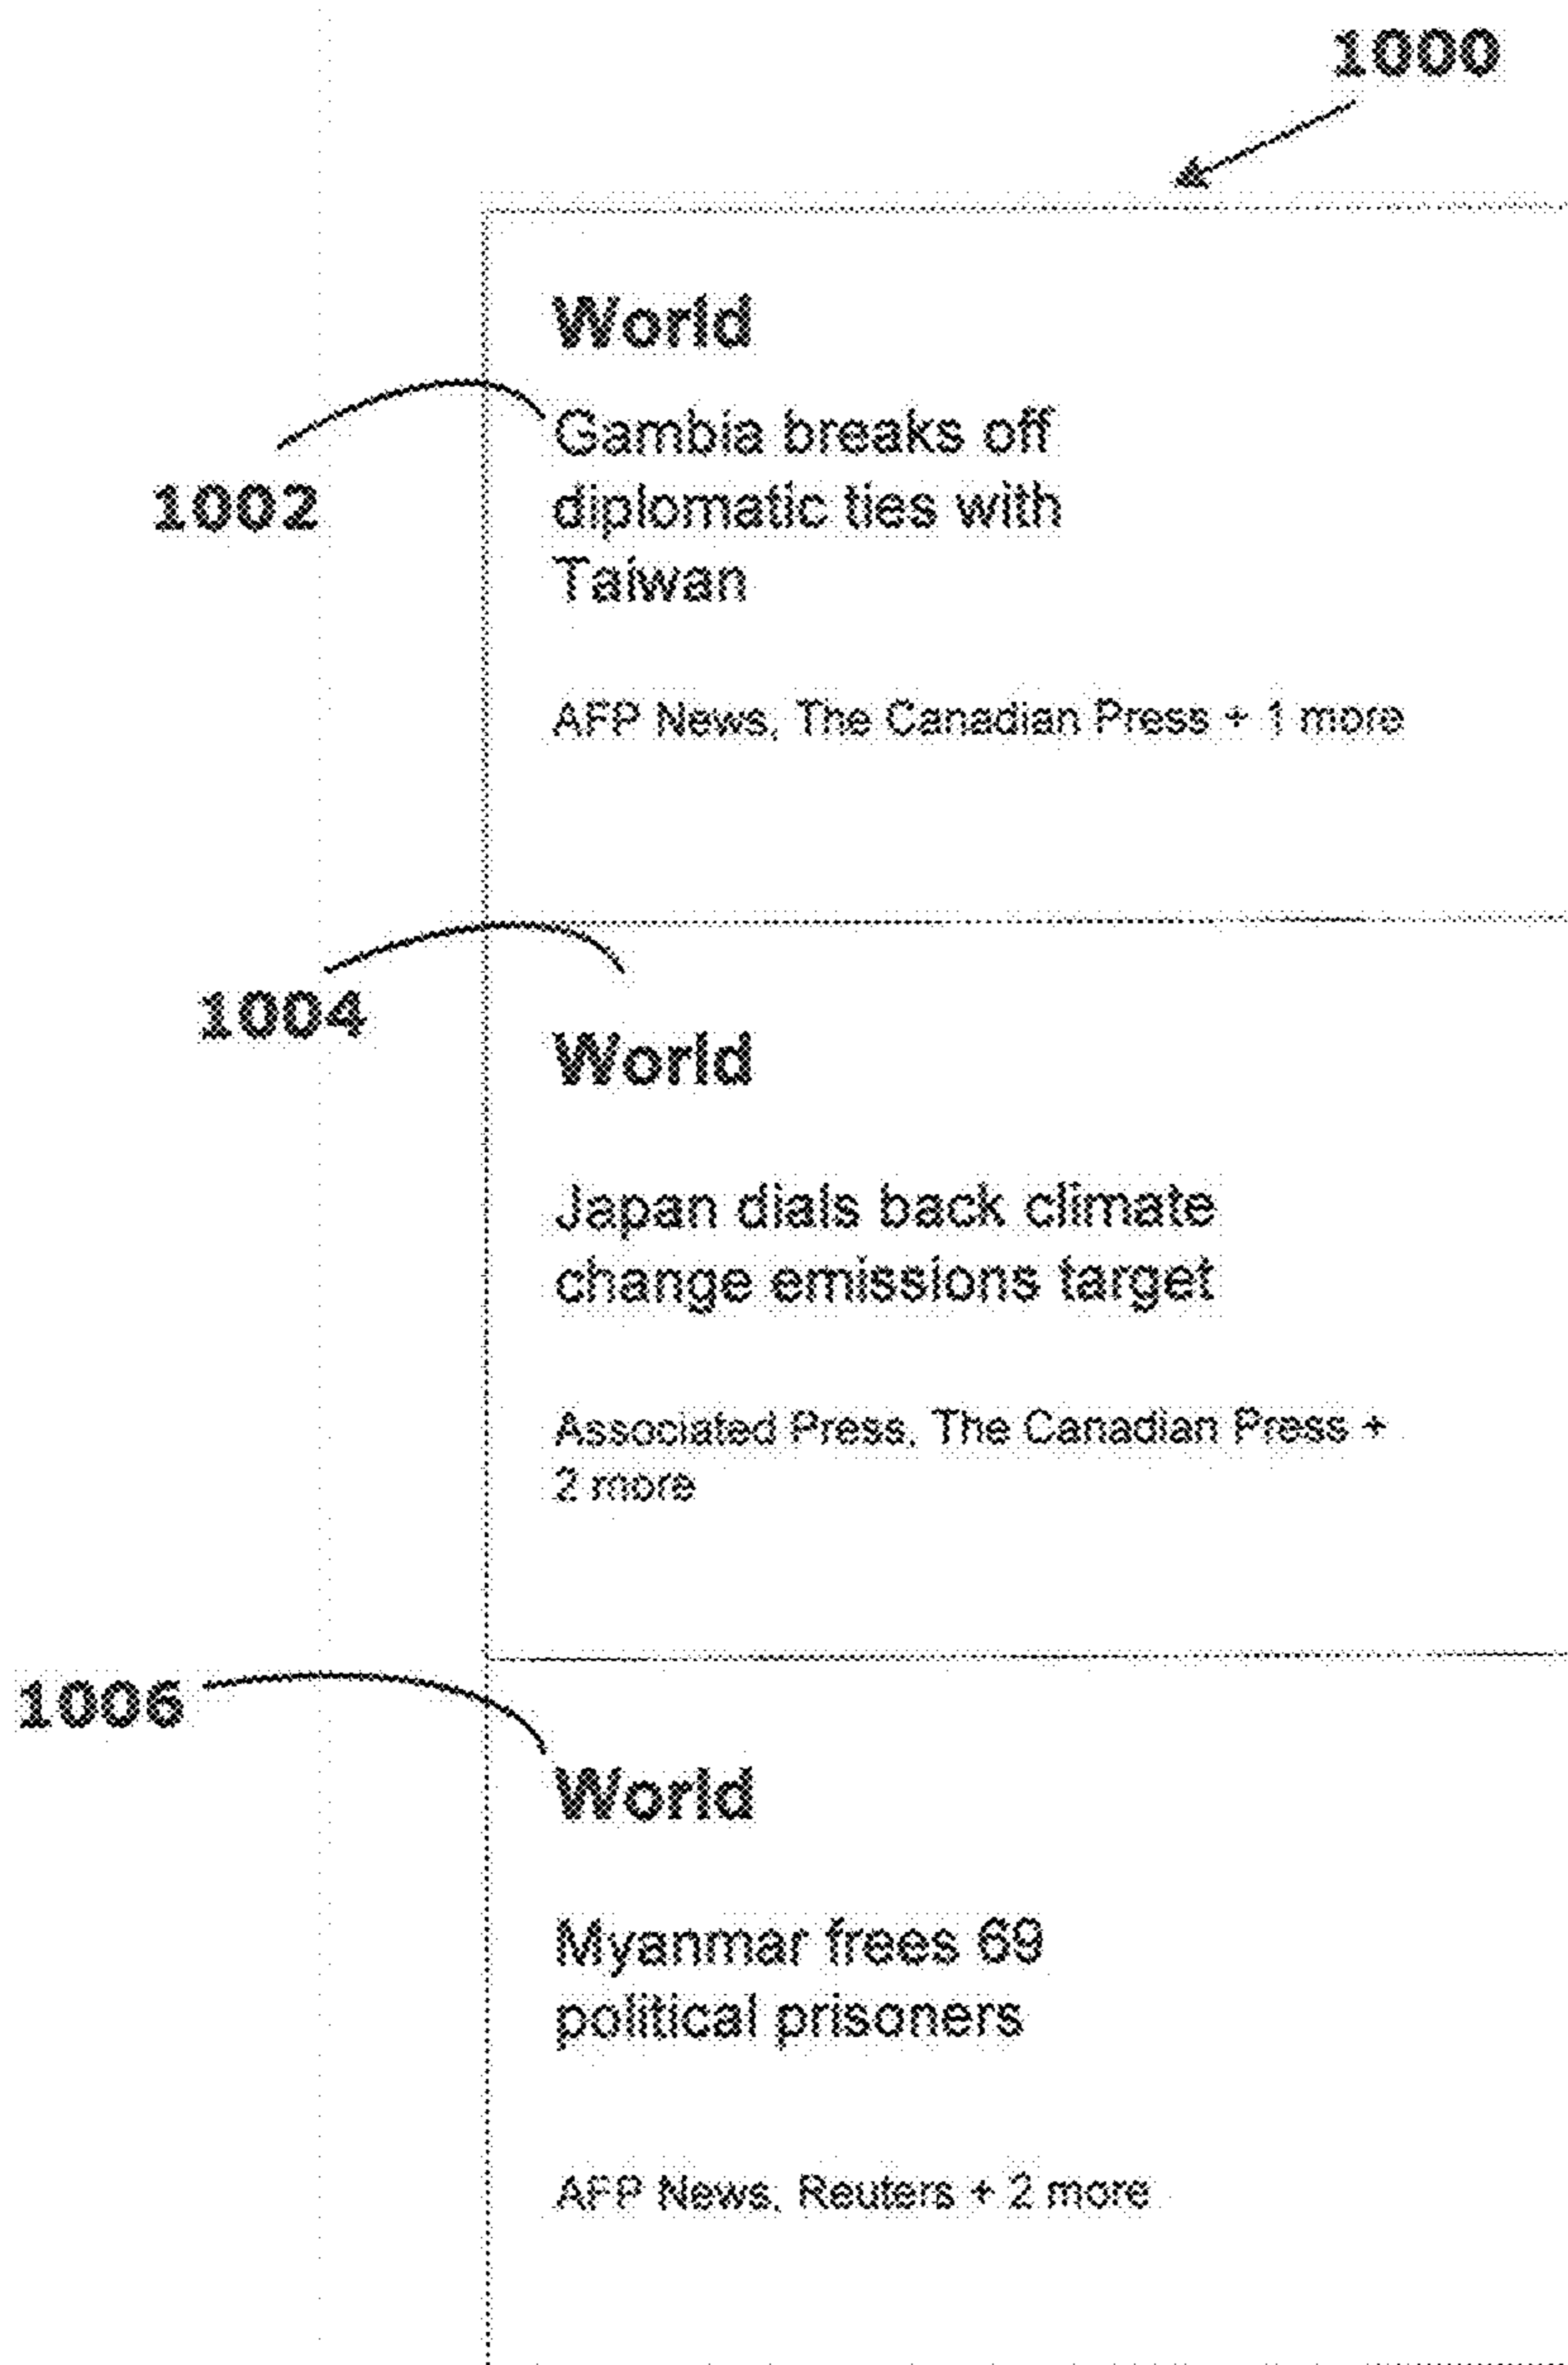 1000
World
Gambia breaks off
diplomatic ties with
Taiwan
1002
AFP News, The Canadian Press + 1 more
1004
World
Japan dials back climate
change emissions target
Associated Press, The Canadian Press +
2 more
1006
World
Myanmar frees 69
political prisoners
AFP News, Reuters + 2 more